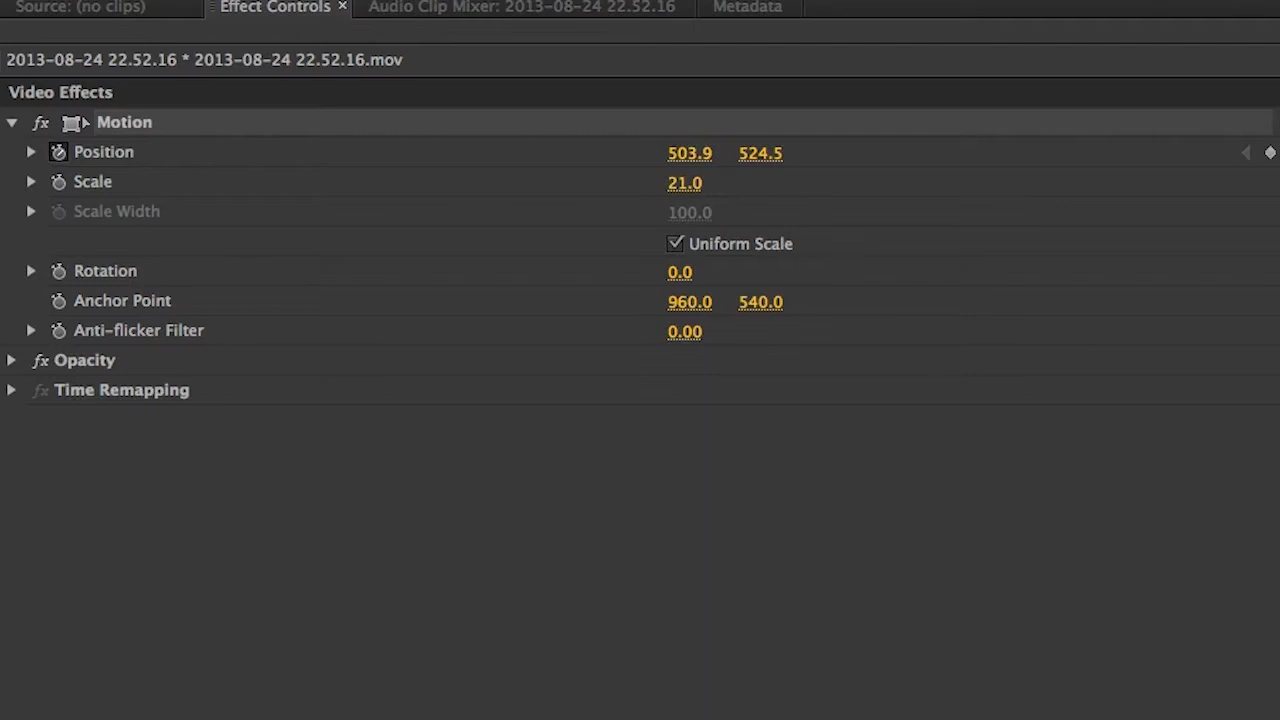 Source: (no clips) Effect Controls × Audio Clip Mixer: 2013-08-24 22.52.16 Metadata
2013-08-24 22.52.16 * 2013-08-24 22.52.16.mov
Video Effects
fx Motion
Position 503.9 524.5
Scale 21.0
Scale Width 100.0
Uniform Scale
Rotation 0.0
Anchor Point 960.0 540.0
Anti-flicker Filter 0.00
fx Opacity
fx Time Remapping